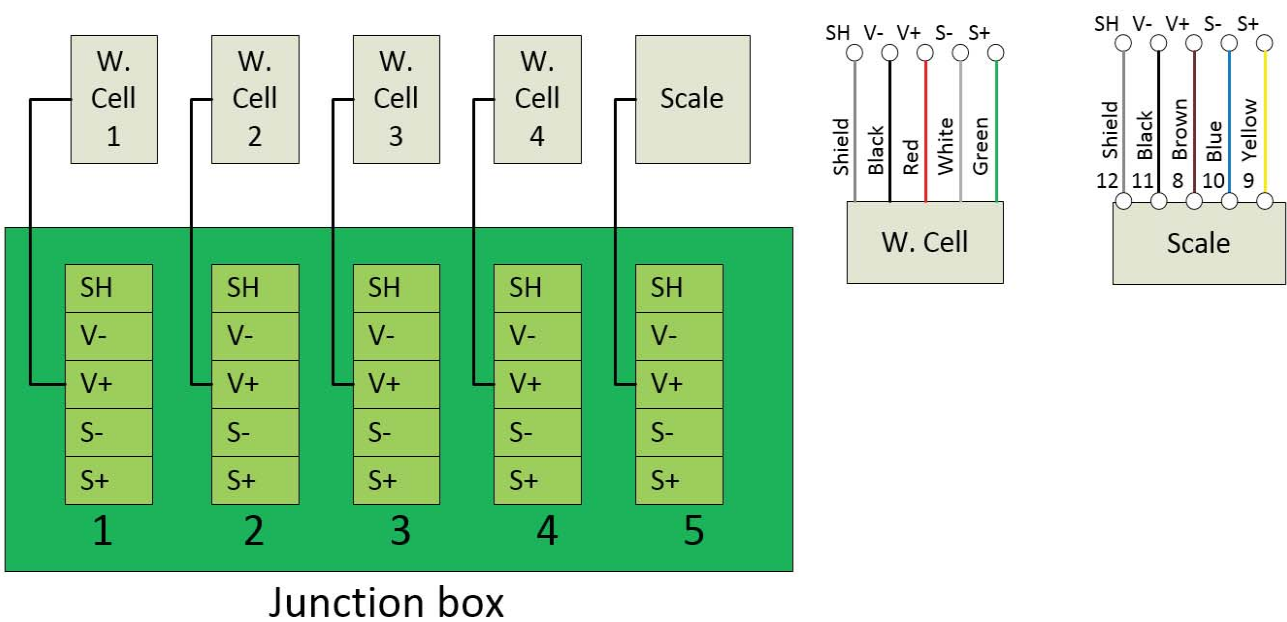 W.
Cell
1
W.
Cell
2
W.
Cell
3
W.
Cell
4
Scale
SH
V-
V+
S-
S+
1
SH
V-
V+
S-
S+
2
SH
V-
V+
S-
S+
3
SH
V-
V+
S-
S+
4
SH
V-
V+
S-
S+
5
Junction box
SH V- V+ S- S+
Shield
Black
Red
White
Green
W. Cell
SH V- V+ S- S+
Shield
Black
Brown
Blue
Yellow
12 11 8 10 9
Scale